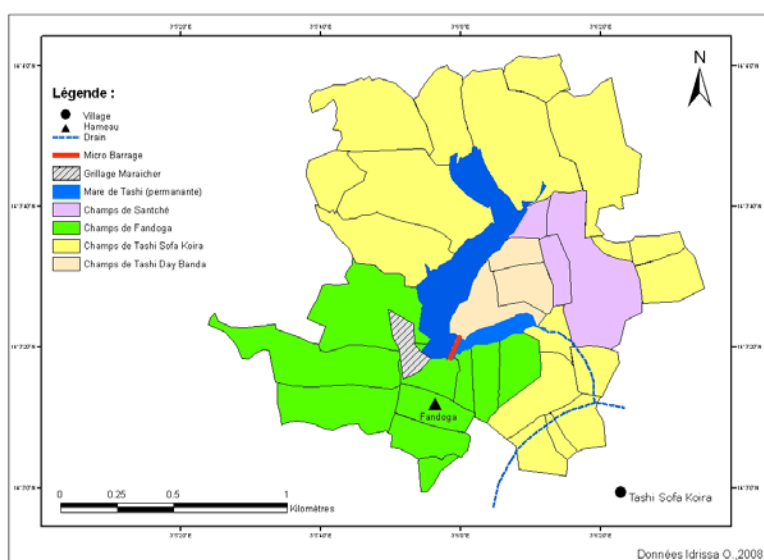 N
Légende :
Village
Hameau
Drain
Micro Barrage
Grillage Maraicher
Mare de Tashi (permanante)
Champs de Santché
Champs de Fandoga
Champs de Tashi Sofa Koira
Champs de Tashi Day Banda
Fandoga
0 0.25 0.5 1
Kilomètres
Tashi Sofa Koira
Données Idrissa O.,2008